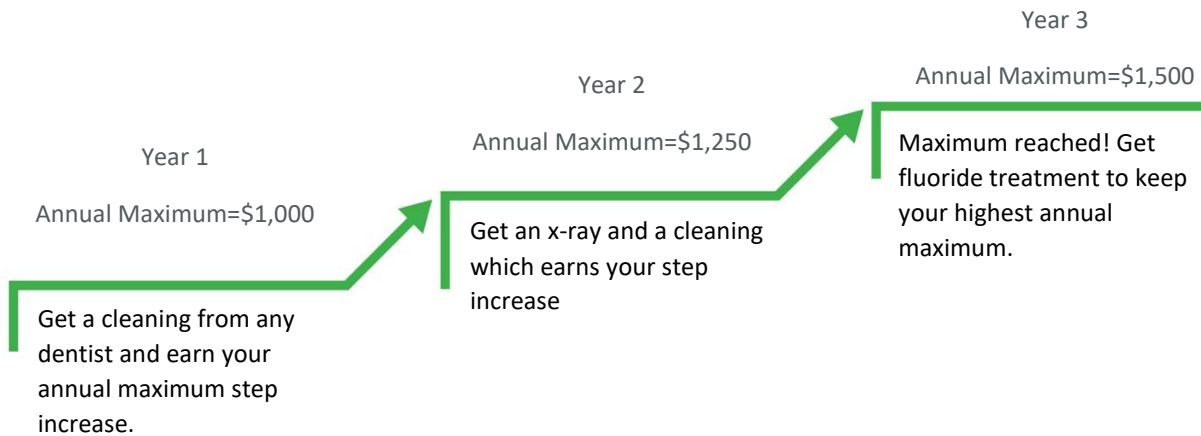 Year 1
Annual Maximum=$1,000
Get a cleaning from any
dentist and earn your
annual maximum step
increase.
Year 2
Annual Maximum=$1,250
Get an x-ray and a cleaning
which earns your step
increase
Year 3
Annual Maximum=$1,500
Maximum reached! Get
fluoride treatment to keep
your highest annual
maximum.